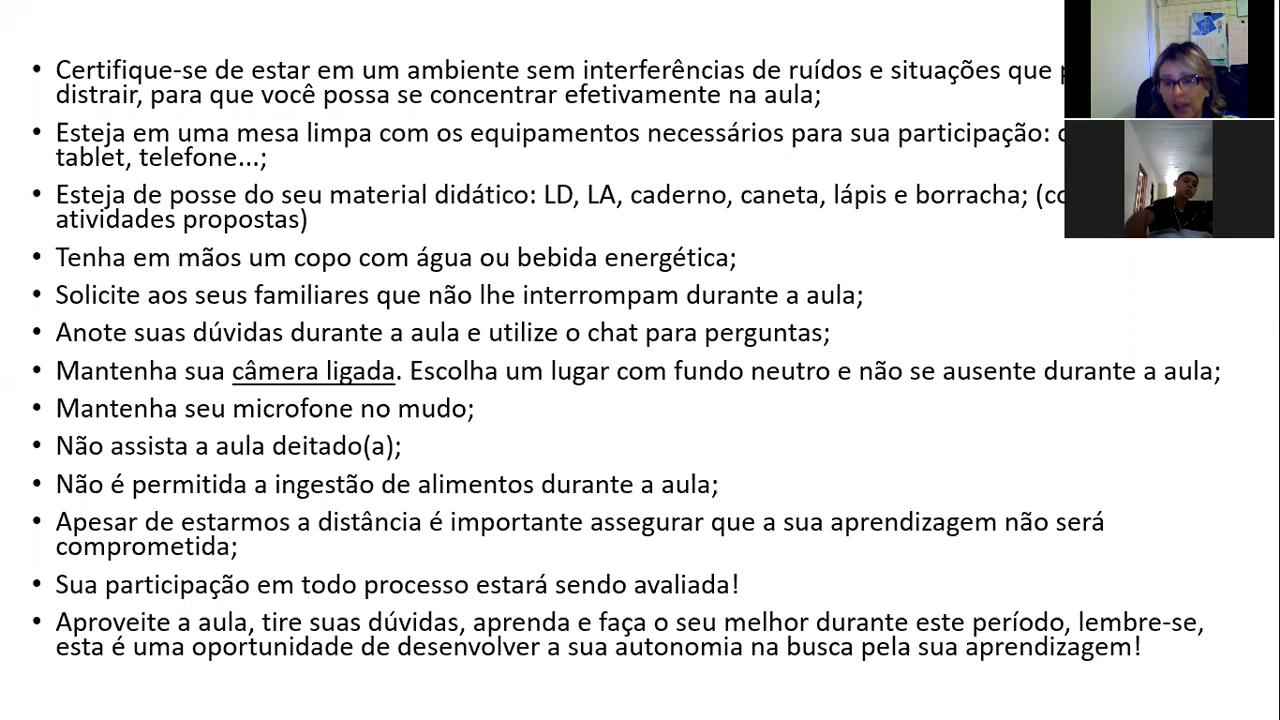 • Certifique-se de estar em um ambiente sem interferências de ruídos e situações que
distrair, para que você possa se concentrar efetivamente na aula;
• Esteja em uma mesa limpa com os equipamentos necessários para sua participação:
tablet, telefone...;
• Esteja de posse do seu material didático: LD, LA, caderno, caneta, lápis e borracha;
atividades propostas)
• Tenha em mãos um copo com água ou bebida energética;
• Solicite aos seus familiares que não lhe interrompam durante a aula;
• Anote suas dúvidas durante a aula e utilize o chat para perguntas;
• Mantenha sua câmera ligada. Escolha um lugar com fundo neutro e não se ausente durante a aula;
• Mantenha seu microfone no mudo;
• Não assista a aula deitado(a);
• Não é permitida a ingestão de alimentos durante a aula;
• Apesar de estarmos a distância é importante assegurar que a sua aprendizagem não será
comprometida;
• Sua participação em todo processo estará sendo avaliada!
• Aproveite a aula, tire suas dúvidas, aprenda e faça o seu melhor durante este período, lembre-se,
esta é uma oportunidade de desenvolver a sua autonomia na busca pela sua aprendizagem!